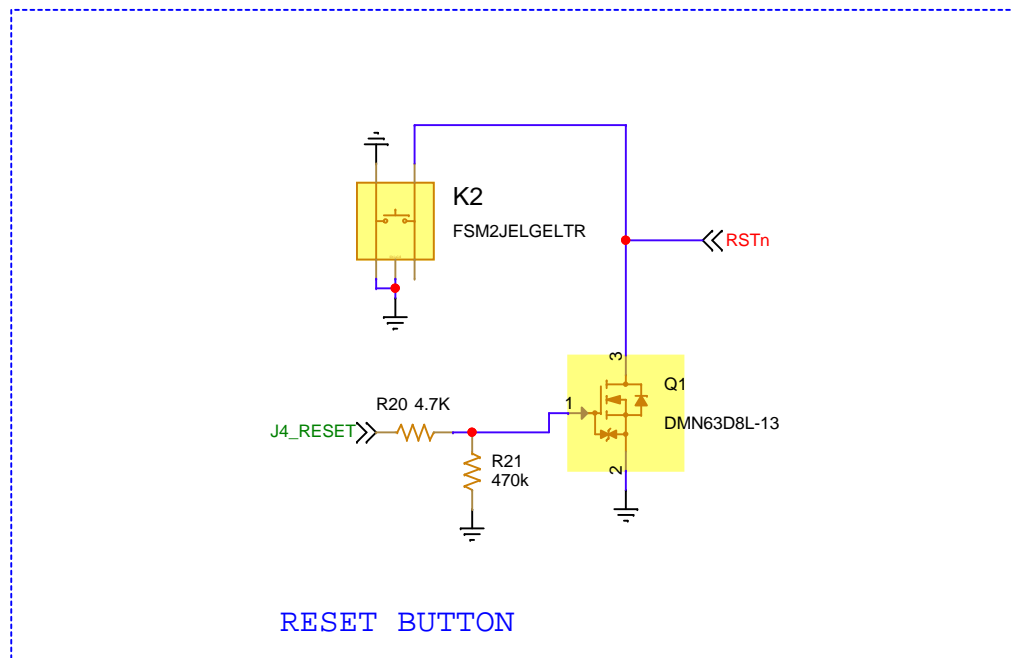 K2
FSM2JELGELTR
RSTn
3
Q1
1
R20 4.7K
DMN63D8L-13
J4_RESET
R21
470k
2
RESET BUTTON